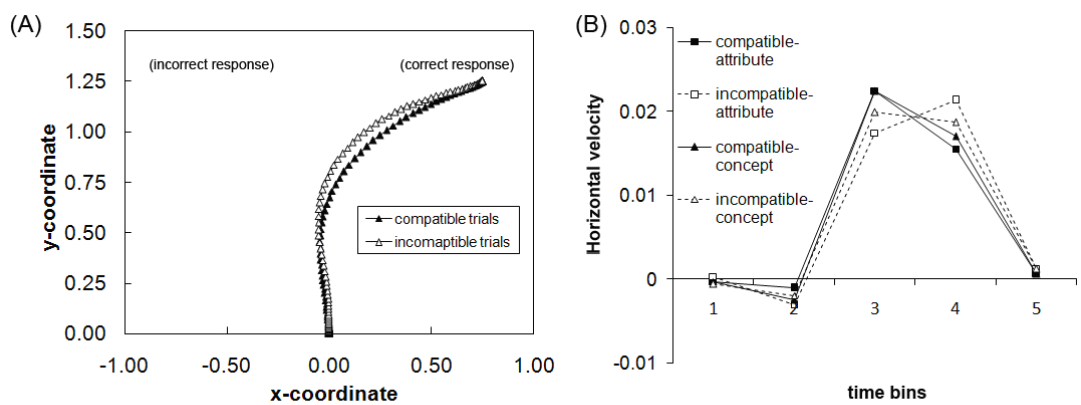 (A)
1.50
(incorrect response) (correct response)
1.25
1.00
0.75
0.50
0.25
0.00
y-coordinate
compatible trials
incomaptible trials
-1.00 -0.50 0.00 0.50 1.00
x-coordinate
(B)
0.03
0.02
0.01
0
-0.01
Horizontal velocity
compatible-
attribute
incompatible-
attribute
compatible-
concept
incompatible-
concept
1 2 3 4 5
time bins